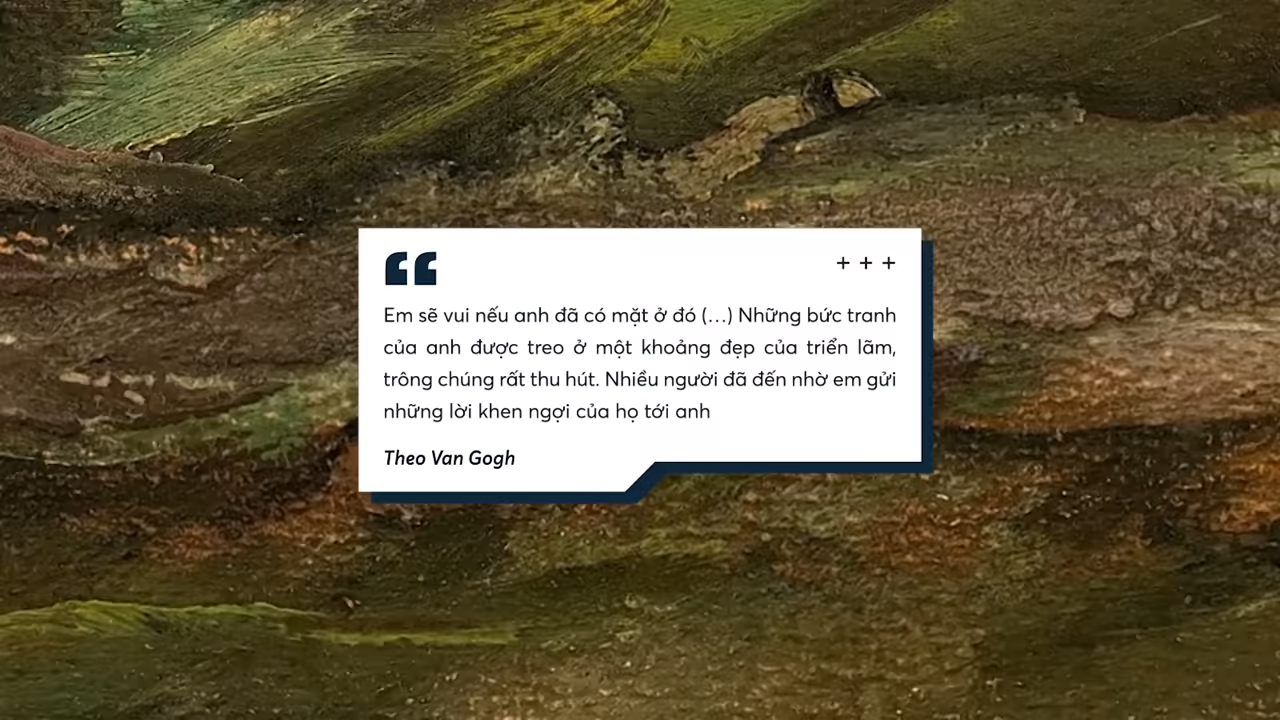 “
+ + +
Em sẽ vui nếu anh đã có mặt ở đó (...) Những bức tranh
của anh được treo ở một khoảng đẹp của triển lãm,
trông chúng rất thu hút. Nhiều người đã đến nhờ em gửi
những lời khen ngợi của họ tới anh
Theo Van Gogh